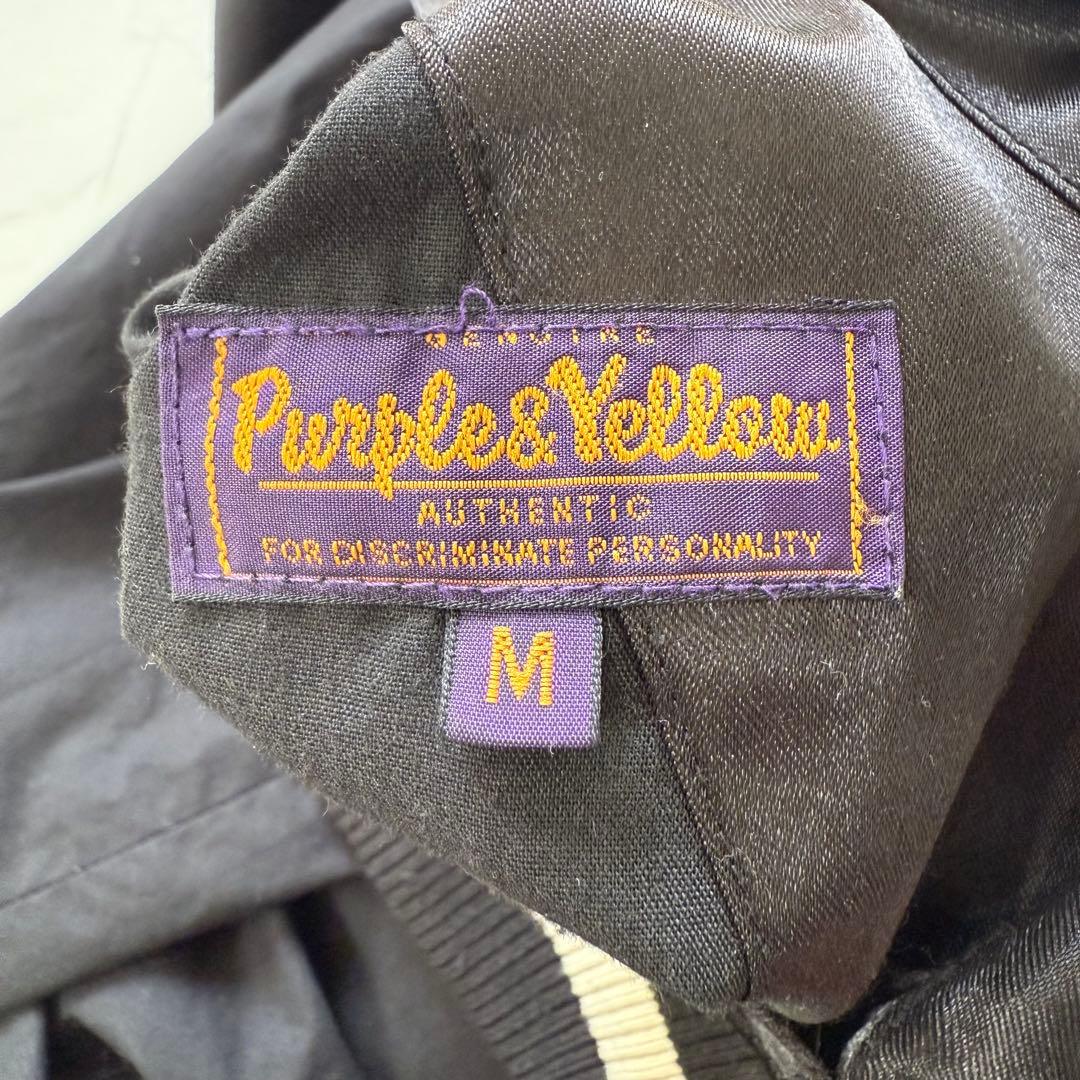 GENUINE
Purple&Yellow
AUTHENTIC
FOR DISCRIMINATE PERSONALITY
M